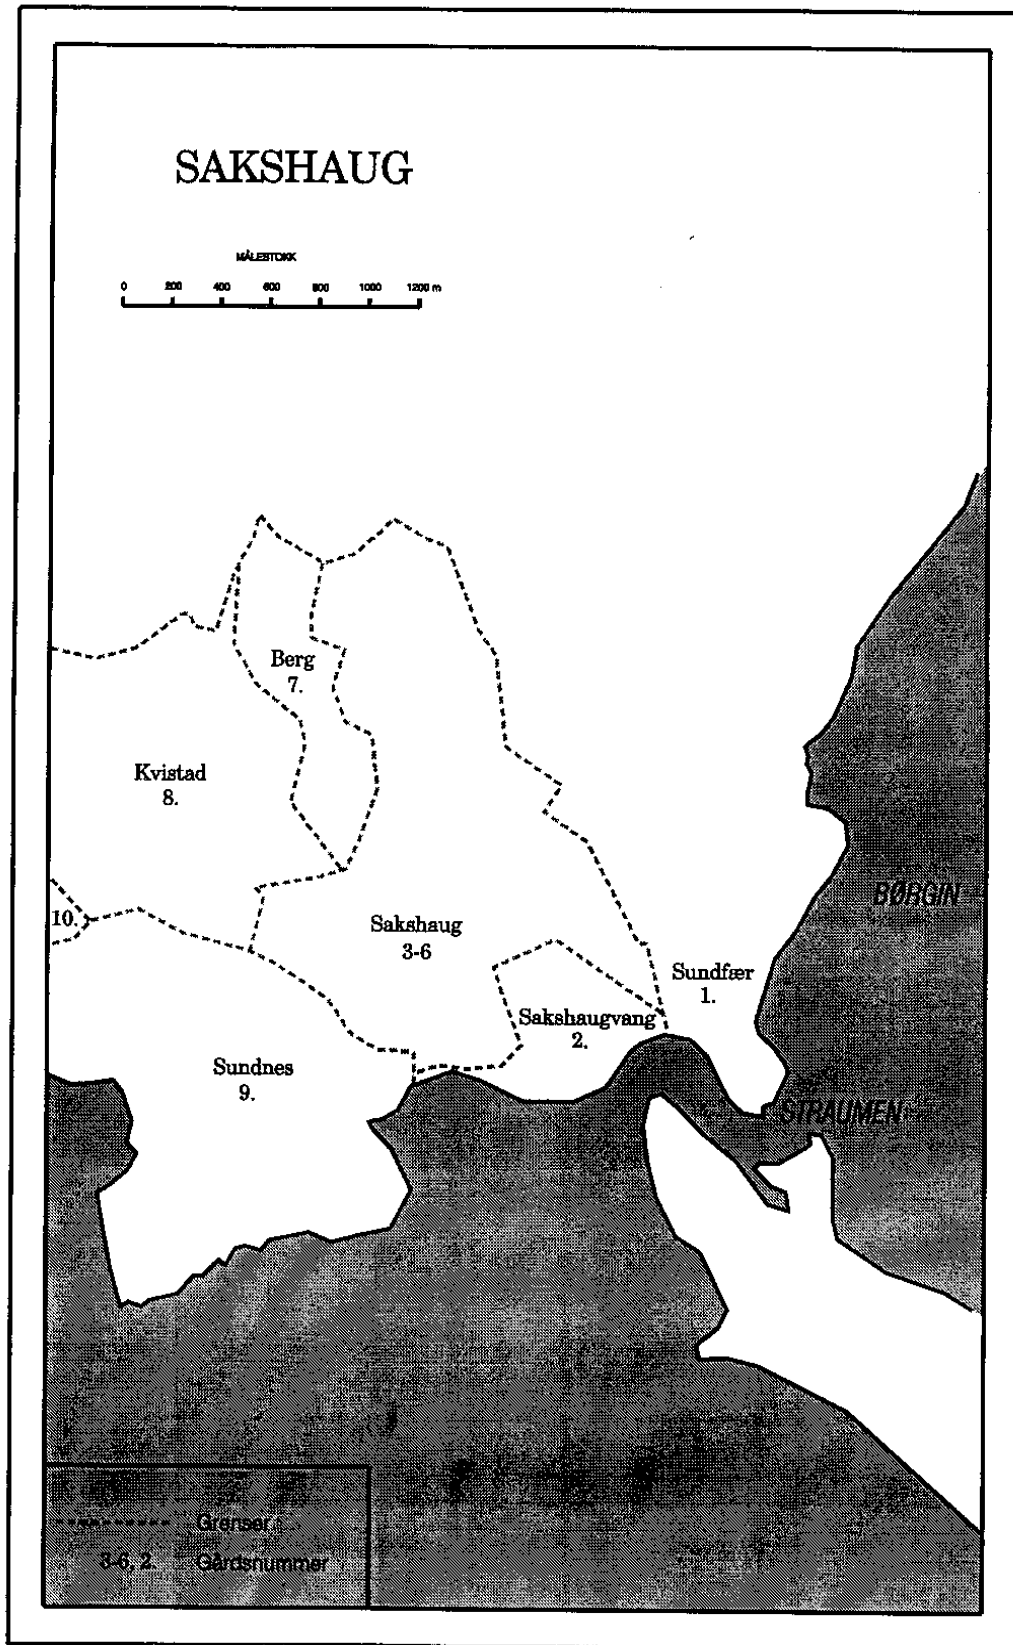 SAKSHAUG
MÅLESTOKK
0 200 400 600 800 1000 1200 m
Berg
7.
Kvistad
8.
BØRGIN
10.
Sakshaug
3-6
Sundfær
1.
Sakshaugvang
2.
Sundnes
9.
STRAUMEN
Grenser
3-6, 2. Gårdsnummer